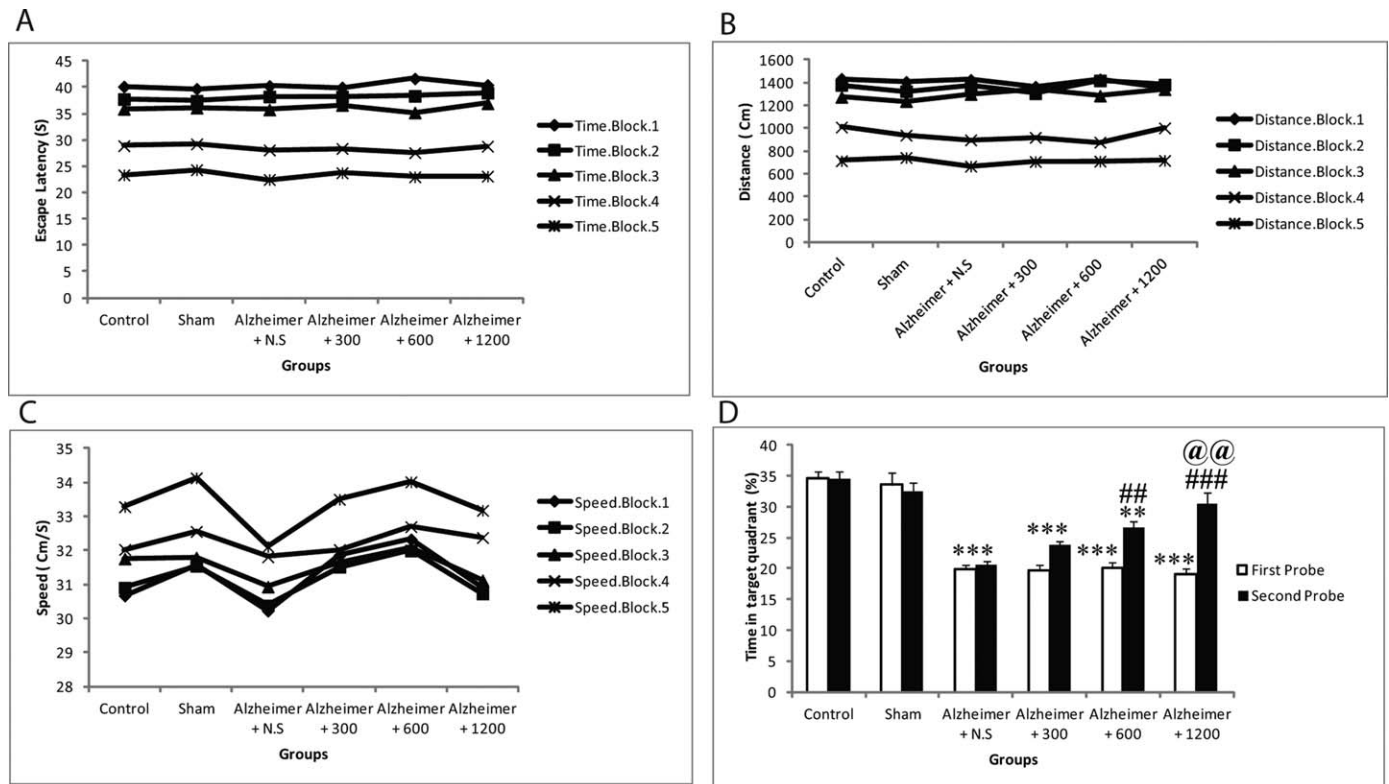 A
45
40
35
30
25
20
15
10
5
0
Escape Latency (S)
Control
Sham
Alzheimer
+ N.S
Alzheimer
+ 300
Alzheimer
+ 600
Alzheimer
+ 1200
Groups
Time.Block.1
Time.Block.2
Time.Block.3
Time.Block.4
Time.Block.5
B
1600
1400
1200
1000
800
600
400
200
0
Distance ( Cm)
Control
Sham
Alzheimer + N.S
Alzheimer + 300
Alzheimer + 600
Alzheimer + 1200
Groups
Distance.Block.1
Distance.Block.2
Distance.Block.3
Distance.Block.4
Distance.Block.5
C
35
34
33
32
31
30
29
28
Speed ( Cm/S)
Control
Sham
Alzheimer
+ N.S
Alzheimer
+ 300
Alzheimer
+ 600
Alzheimer
+ 1200
Groups
Speed.Block.1
Speed.Block.2
Speed.Block.3
Speed.Block.4
Speed.Block.5
D
40
35
30
25
20
15
10
5
0
Time in target quadrant (%)
***
***
***
##
**
***
@@
###
Control
Sham
Alzheimer
+ N.S
Alzheimer
+ 300
Alzheimer
+ 600
Alzheimer
+ 1200
Groups
First Probe
Second Probe